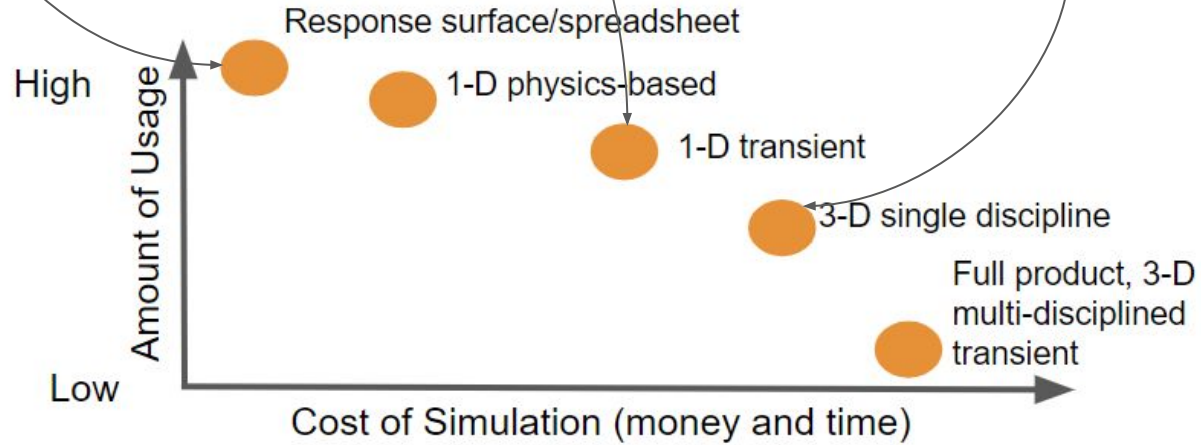 Response surface/spreadsheet
High
1-D physics-based
Amount of Usage
1-D transient
3-D single discipline
Full product, 3-D
multi-disciplined
transient
Low
Cost of Simulation (money and time)